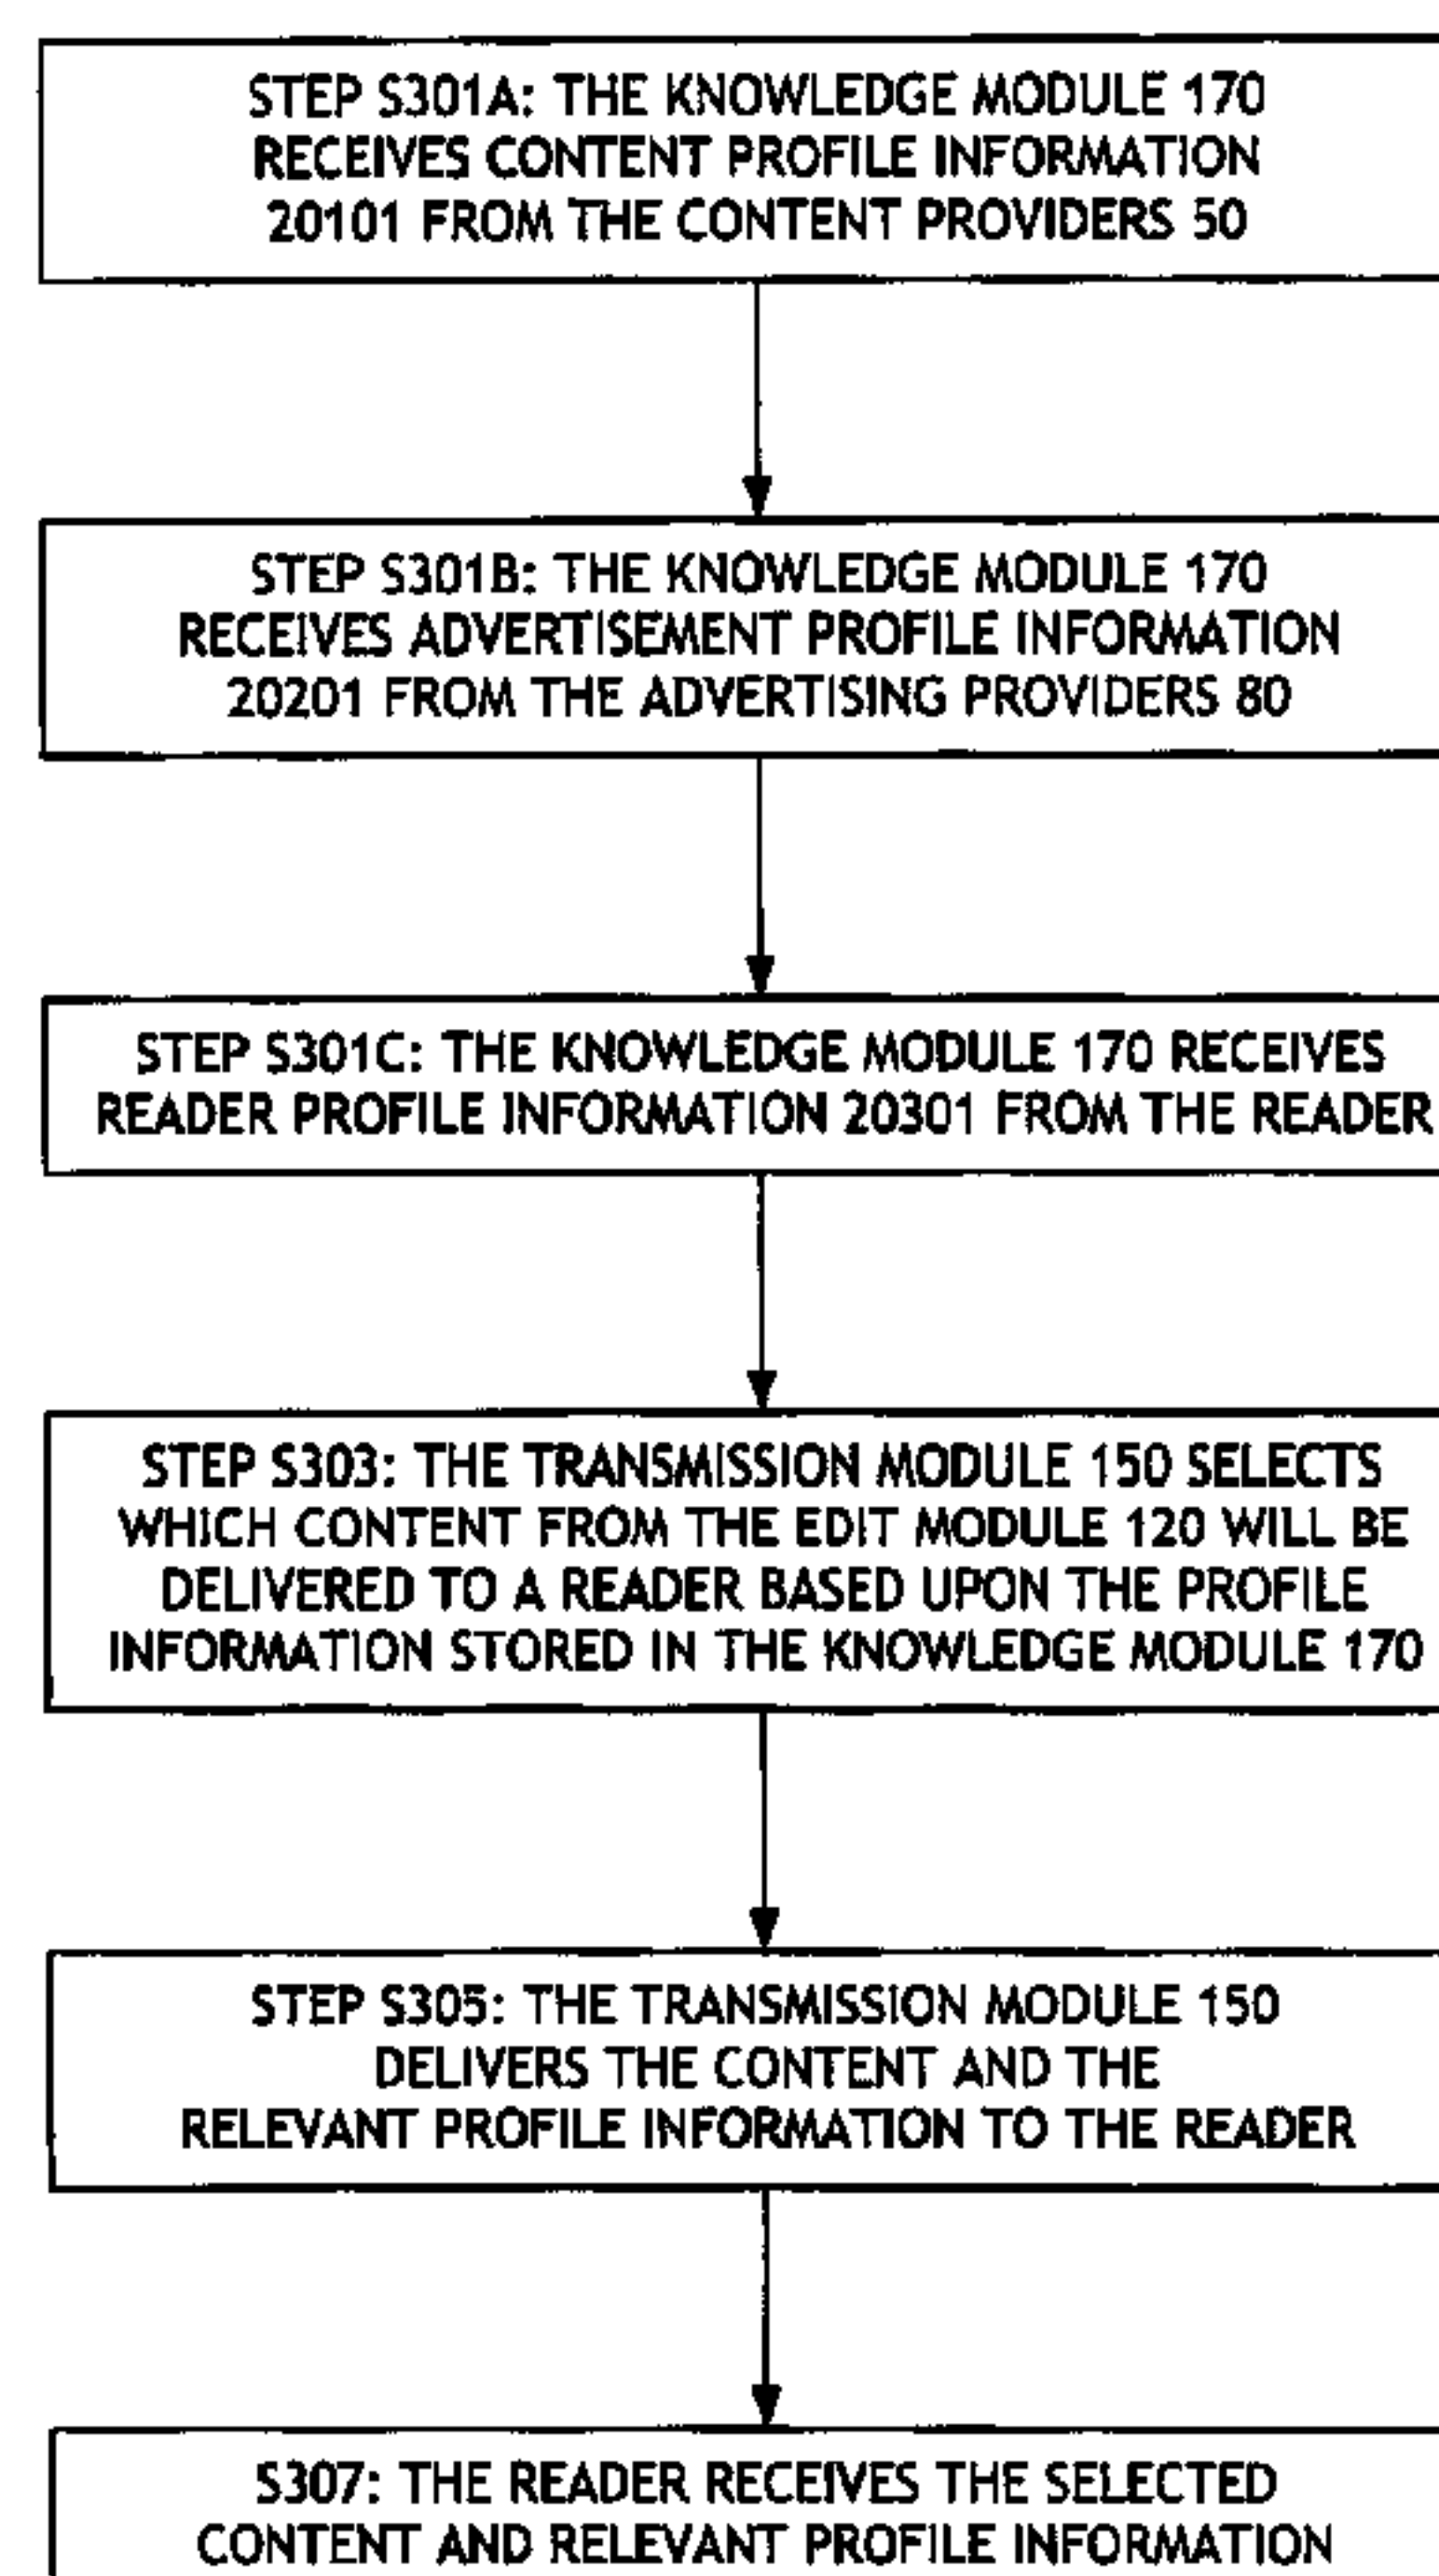 STEP S301A: THE KNOWLEDGE MODULE 170
RECEIVES CONTENT PROFILE INFORMATION
20101 FROM THE CONTENT PROVIDERS 50
STEP S301B: THE KNOWLEDGE MODULE 170
RECEIVES ADVERTISEMENT PROFILE INFORMATION
20201 FROM THE ADVERTISING PROVIDERS 80
STEP S301C: THE KNOWLEDGE MODULE 170 RECEIVES
READER PROFILE INFORMATION 20301 FROM THE READER
STEP S303: THE TRANSMISSION MODULE 150 SELECTS
WHICH CONTENT FROM THE EDIT MODULE 120 WILL BE
DELIVERED TO A READER BASED UPON THE PROFILE
INFORMATION STORED IN THE KNOWLEDGE MODULE 170
STEP S305: THE TRANSMISSION MODULE 150
DELIVERS THE CONTENT AND THE
RELEVANT PROFILE INFORMATION TO THE READER
S307: THE READER RECEIVES THE SELECTED
CONTENT AND RELEVANT PROFILE INFORMATION